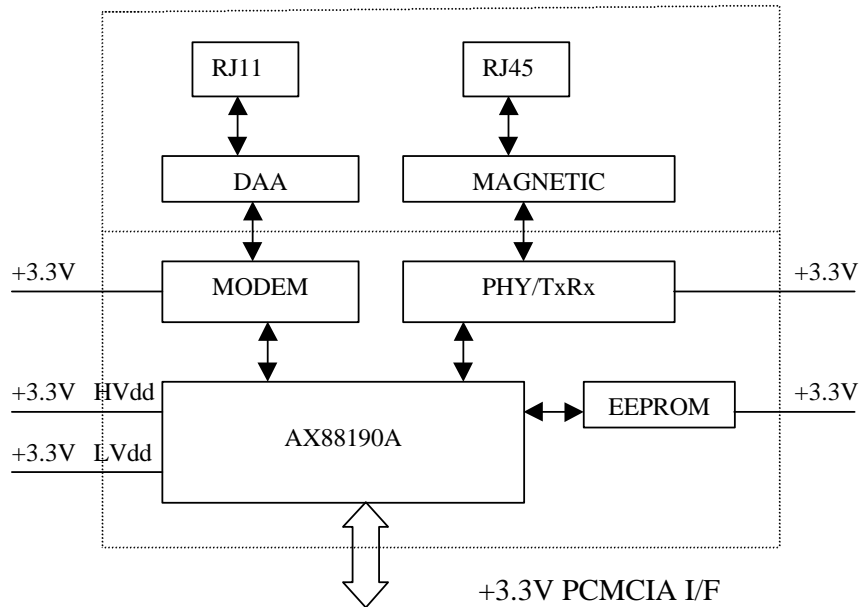 RJ11 RJ45
DAA MAGNETIC
+3.3V MODEM PHY/TxRx +3.3V
+3.3V HVdd EEPROM +3.3V
AX88190A
+3.3V LVdd
+3.3V PCMCIA I/F